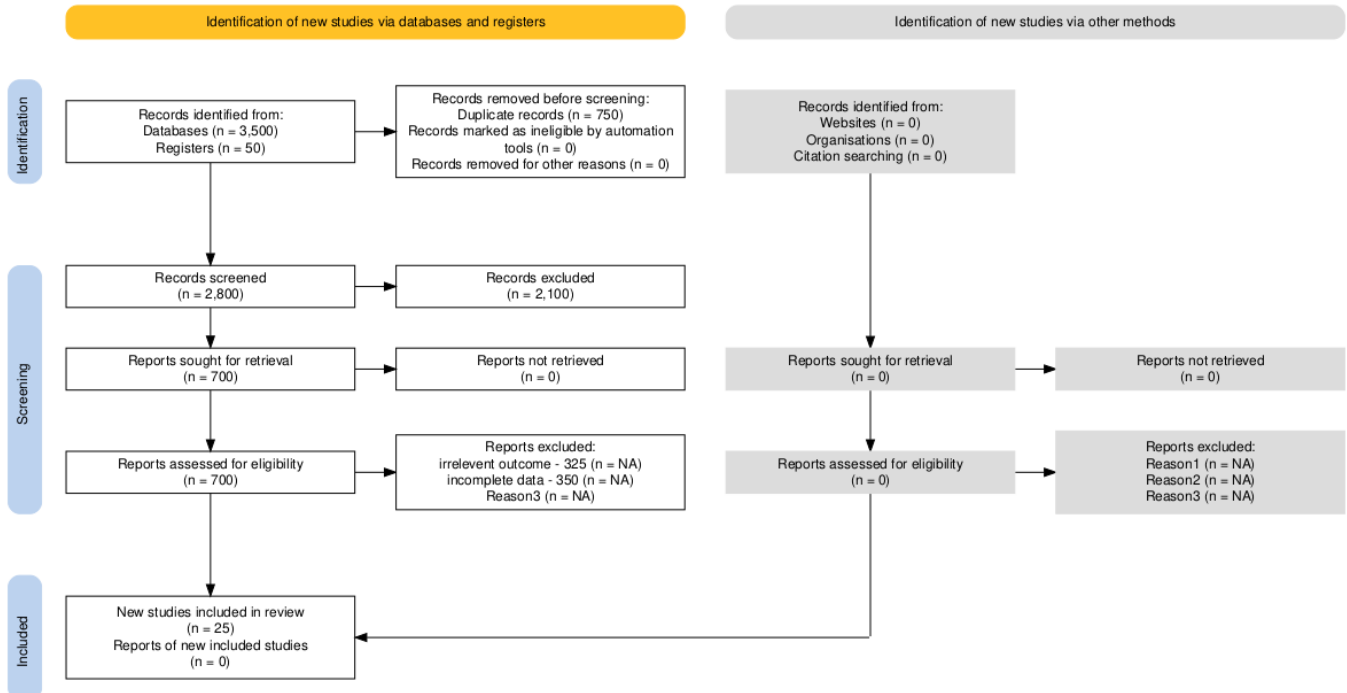 Identification of new studies via databases and registers
Identification of new studies via other methods
Identification
Records identified from:
Databases (n = 3,500)
Registers (n = 50)
Records removed before screening:
Duplicate records (n = 750)
Records marked as ineligible by automation
tools (n = 0)
Records removed for other reasons (n = 0)
Records identified from:
Websites (n = 0)
Organisations (n = 0)
Citation searching (n = 0)
Screening
Records screened
(n = 2,800)
Records excluded
(n = 2,100)
Reports sought for retrieval
(n = 700)
Reports not retrieved
(n = 0)
Reports sought for retrieval
(n = 0)
Reports not retrieved
(n = 0)
Reports assessed for eligibility
(n = 700)
Reports excluded:
irrelevent outcome - 325 (n = NA)
incomplete data - 350 (n = NA)
Reason3 (n = NA)
Reports assessed for eligibility
(n = 0)
Reports excluded:
Reason1 (n = NA)
Reason2 (n = NA)
Reason3 (n = NA)
Included
New studies included in review
(n = 25)
Reports of new included studies
(n = 0)